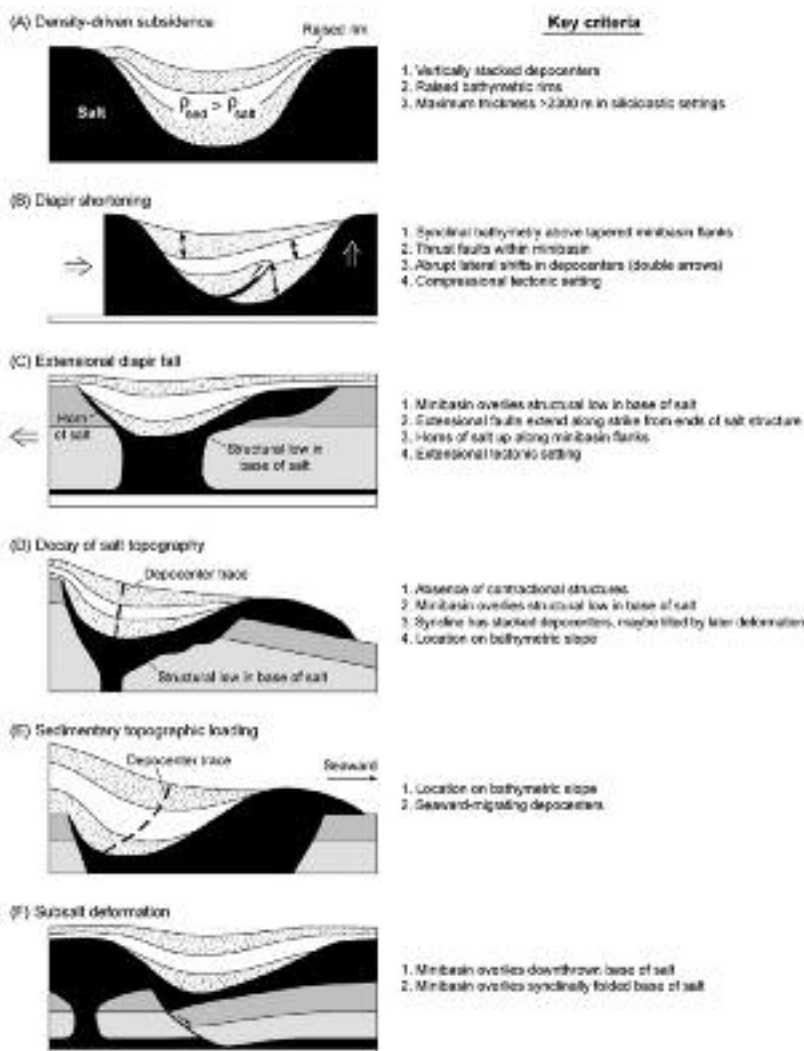 (A) Density-driven subsidence
Raised rim
Key criteria
Salt
ρsed > ρsalt
1. Vertically stacked depocenters
2. Raised bathymetric rims
3. Maximum thickness >2300 m in siliciclastic settings
(B) Diapir shortening
1. Synclinal bathymetry above tapered minibasin flanks
2. Thrust faults within minibasin
3. Abrupt lateral shifts in depocenters (double arrows)
4. Compressional tectonic setting
(C) Extensional diapir fall
Horn
of salt
Structural low in
base of salt
1. Minibasin overlies structural low in base of salt
2. Extensional faults extend along strike from ends of salt structure
3. Horns of salt up along minibasin flanks
4. Extensional tectonic setting
(D) Decay of salt topography
Depocenter trace
Structural low in base of salt
1. Absence of contractional structures
2. Minibasin overlies structural low in base of salt
3. Syncline has stacked depocenters, maybe tilted by later deformation
4. Location on bathymetric slope
(E) Sedimentary topographic loading
Depocenter trace
Seaward
1. Location on bathymetric slope
2. Seaward-migrating depocenters
(F) Subsalt deformation
1. Minibasin overlies downthrown base of salt
2. Minibasin overlies synclinally folded base of salt